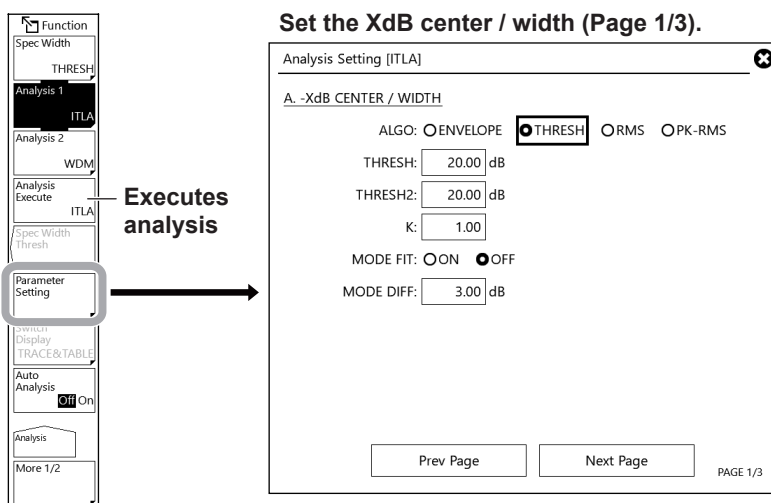 Function
Spec Width
THRESH
Analysis 1
ITLA
Analysis 2
WDM
Analysis
Execute
ITLA
Spec Width
Thresh
Parameter
Setting
Switch
Display
TRACE&TABLE
Auto
Analysis
Off On
Analysis
More 1/2
Executes
analysis
Set the XdB center / width (Page 1/3).
Analysis Setting [ITLA]
A. -XdB CENTER / WIDTH
ALGO: ENVELOPE THRESH RMS PK-RMS
THRESH: 20.00 dB
THRESH2: 20.00 dB
K: 1.00
MODE FIT: ON OFF
MODE DIFF: 3.00 dB
Prev Page Next Page PAGE 1/3